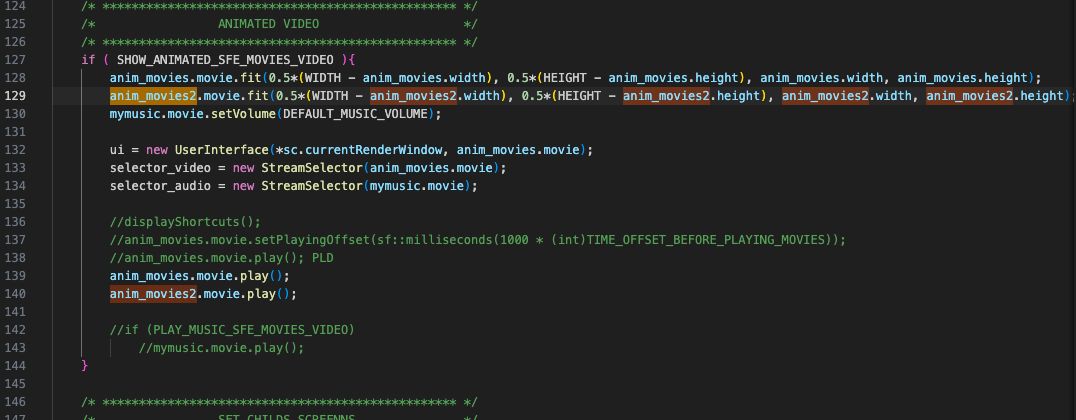 124 /* ************************************************* */
125 /* ANIMATED VIDEO */
126 /* ************************************************* */
127 if ( SHOW_ANIMATED_SFE_MOVIES_VIDEO ){
128 anim_movies.movie.fit(0.5*(WIDTH - anim_movies.width), 0.5*(HEIGHT - anim_movies.height), anim_movies.width, anim_movies.height);
129 anim_movies2.movie.fit(0.5*(WIDTH - anim_movies2.width), 0.5*(HEIGHT - anim_movies2.height), anim_movies2.width, anim_movies2.height);
130 mymusic.movie.setVolume(DEFAULT_MUSIC_VOLUME);
131
132 ui = new UserInterface(*sc.currentRenderWindow, anim_movies.movie);
133 selector_video = new StreamSelector(anim_movies.movie);
134 selector_audio = new StreamSelector(mymusic.movie);
135
136 //displayShortcuts();
137 //anim_movies.movie.setPlayingOffset(sf::milliseconds(1000 * (int)TIME_OFFSET_BEFORE_PLAYING_MOVIES));
138 //anim_movies.movie.play(); PLD
139 anim_movies.movie.play();
140 anim_movies2.movie.play();
141
142 //if (PLAY_MUSIC_SFE_MOVIES_VIDEO)
143 //mymusic.movie.play();
144 }
145
146 /* ************************************************* */
147 /* SET CHILDS SCREENNS */